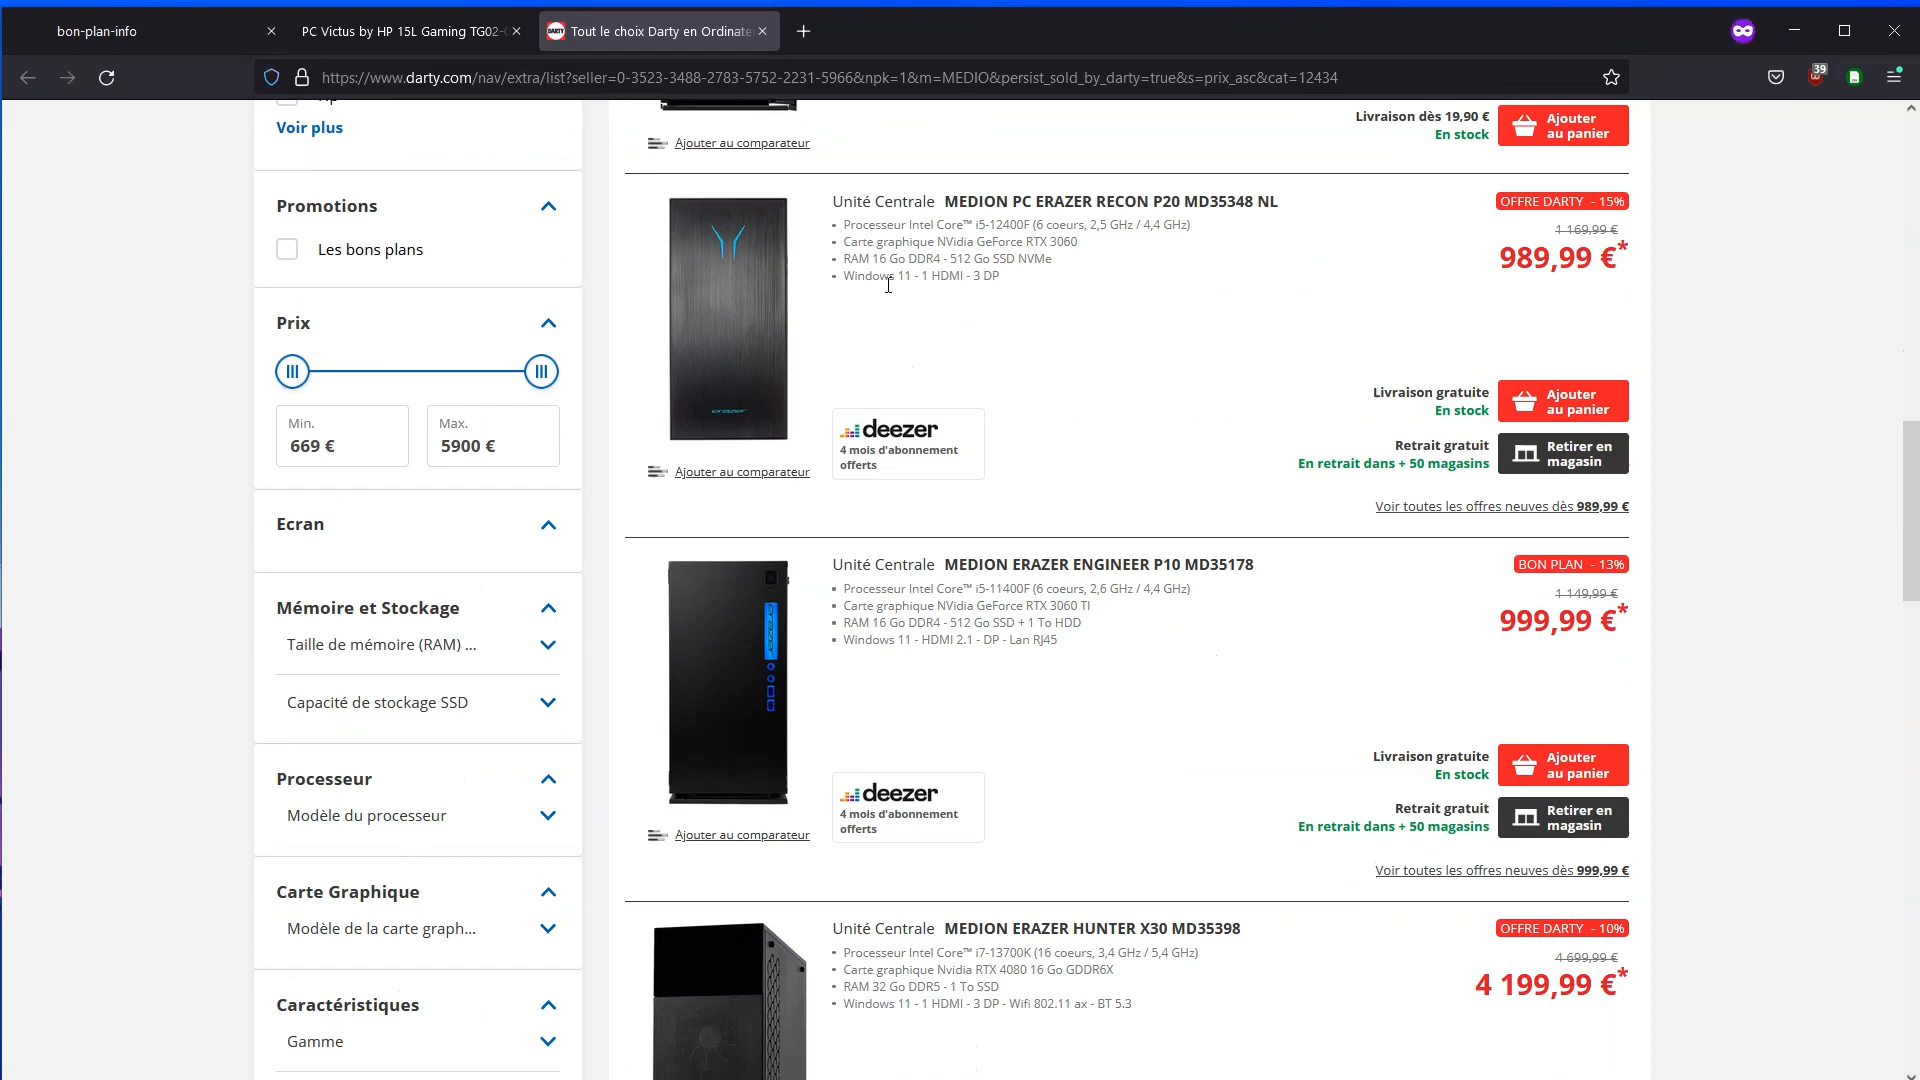 bon-plan-info
PC Victus by HP 15L Gaming TG02-
Tout le choix Darty en Ordinate
https://www.darty.com/nav/extra/list?seller=0-3523-3488-2783-5752-2231-5966&npk=1&m=MEDIO&persist_sold_by_darty=true&s=prix_asc&cat=12434
39
Voir plus
Promotions
Les bons plans
Prix
Min.
669 €
Max.
5900 €
Ecran
Mémoire et Stockage
Taille de mémoire (RAM) ...
Capacité de stockage SSD
Processeur
Modèle du processeur
Carte Graphique
Modèle de la carte graph...
Caractéristiques
Gamme
Ajouter au comparateur
Livraison dès 19,90 €
En stock
Ajouter
au panier
Unité Centrale MEDION PC ERAZER RECON P20 MD35348 NL
Processeur Intel Core™ i5-12400F (6 coeurs, 2,5 GHz / 4,4 GHz)
Carte graphique NVidia GeForce RTX 3060
RAM 16 Go DDR4 - 512 Go SSD NVMe
Windows 11 - 1 HDMI - 3 DP
OFFRE DARTY - 15%
1 169,99 €
989,99 €*
erazer
deezer
4 mois d'abonnement
offerts
Livraison gratuite
En stock
Ajouter
au panier
Retrait gratuit
En retrait dans + 50 magasins
Retirer en
magasin
Ajouter au comparateur
Voir toutes les offres neuves dès 989,99 €
Unité Centrale MEDION ERAZER ENGINEER P10 MD35178
Processeur Intel Core™ i5-11400F (6 coeurs, 2,6 GHz / 4,4 GHz)
Carte graphique NVidia GeForce RTX 3060 TI
RAM 16 Go DDR4 - 512 Go SSD + 1 To HDD
Windows 11 - HDMI 2.1 - DP - Lan RJ45
BON PLAN - 13%
1 149,99 €
999,99 €*
deezer
4 mois d'abonnement
offerts
Livraison gratuite
En stock
Ajouter
au panier
Retrait gratuit
En retrait dans + 50 magasins
Retirer en
magasin
Ajouter au comparateur
Voir toutes les offres neuves dès 999,99 €
Unité Centrale MEDION ERAZER HUNTER X30 MD35398
Processeur Intel Core™ i7-13700K (16 coeurs, 3,4 GHz / 5,4 GHz)
Carte graphique Nvidia RTX 4080 16 Go GDDR6X
RAM 32 Go DDR5 - 1 To SSD
Windows 11 - 1 HDMI - 3 DP - Wifi 802.11 ax - BT 5.3
OFFRE DARTY - 10%
4 699,99 €
4 199,99 €*